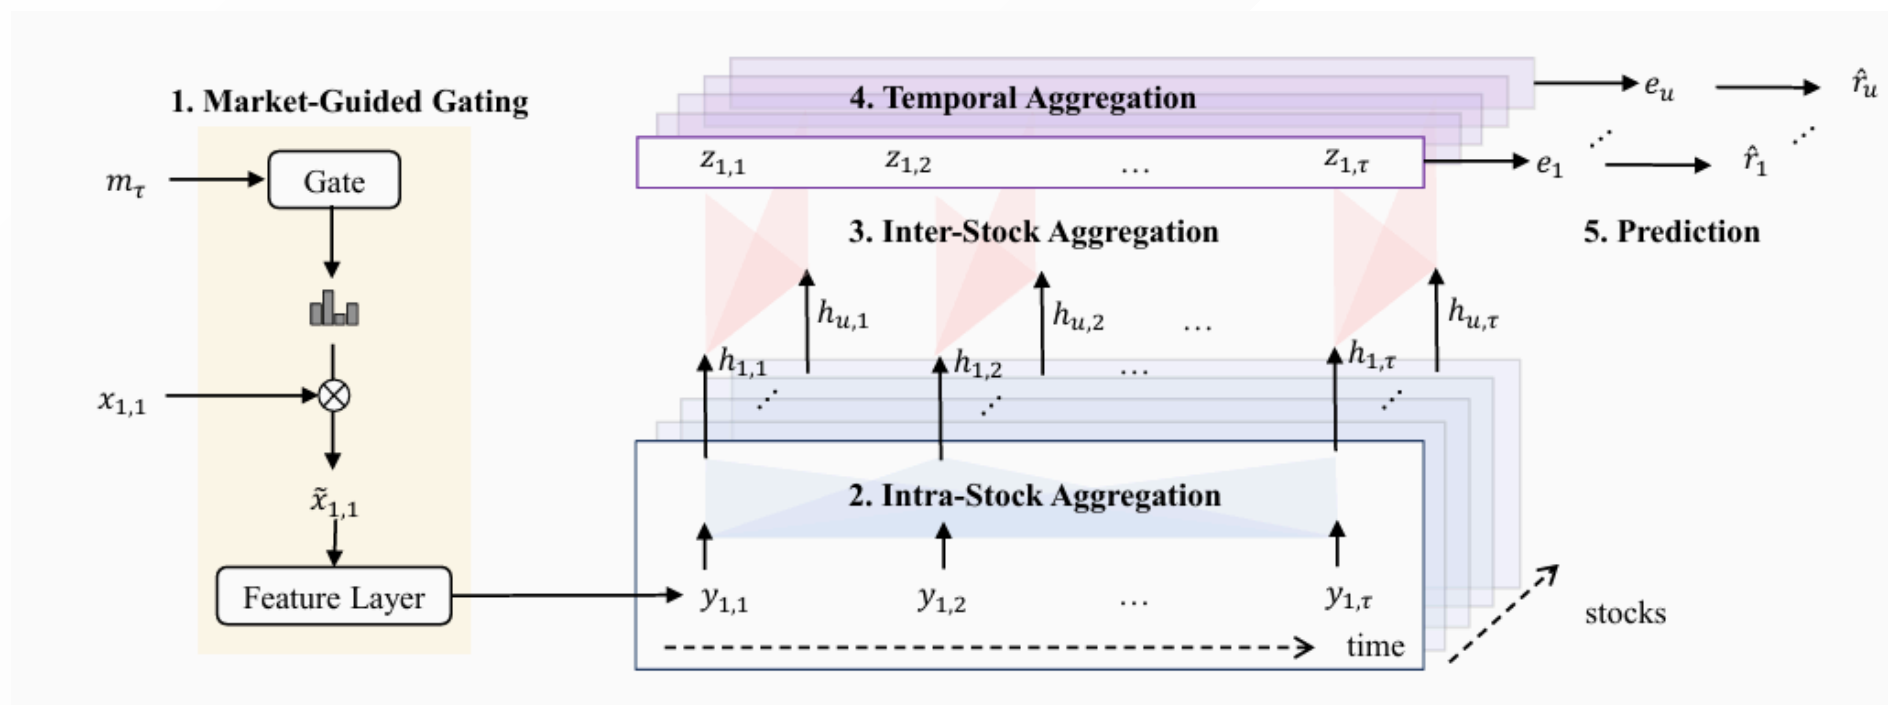 1. Market-Guided Gating
m_τ
Gate
x_{1,1}
x̃_{1,1}
Feature Layer
4. Temporal Aggregation
z_{1,1} z_{1,2} … z_{1,τ}
e_u r̂_u
e_1 r̂_1
3. Inter-Stock Aggregation
5. Prediction
h_{u,1} h_{u,2} … h_{u,τ}
h_{1,1} h_{1,2} … h_{1,τ}
2. Intra-Stock Aggregation
y_{1,1} y_{1,2} … y_{1,τ}
time
stocks